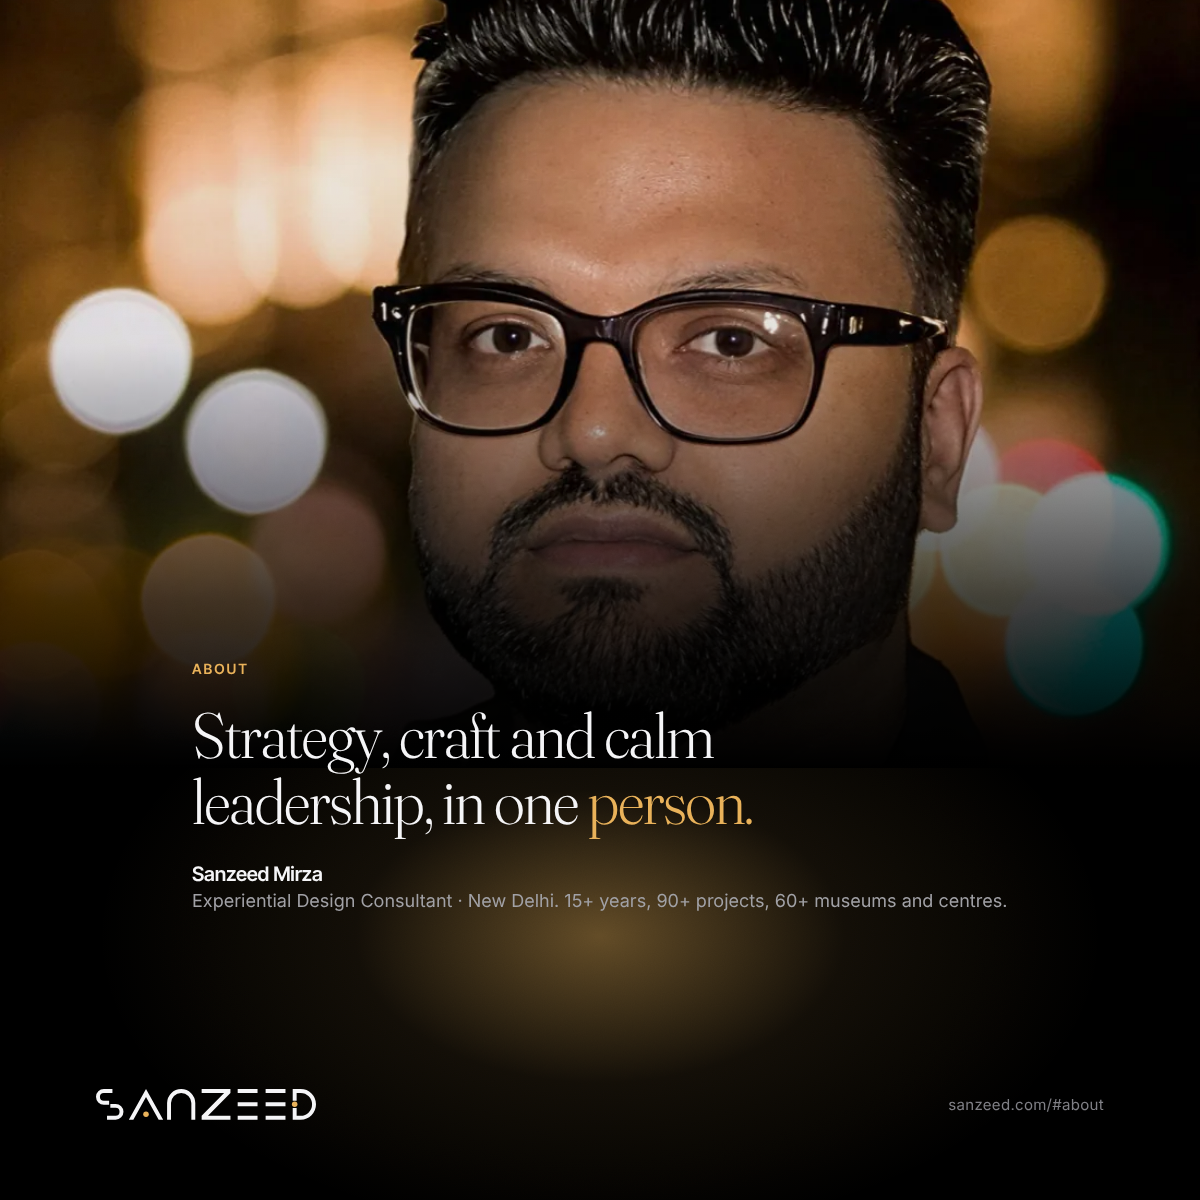 ABOUT
Strategy, craft and calm
leadership, in one person.
Sanzeed Mirza
Experiential Design Consultant · New Delhi. 15+ years, 90+ projects, 60+ museums and centres.
SANZEED
sanzeed.com/#about